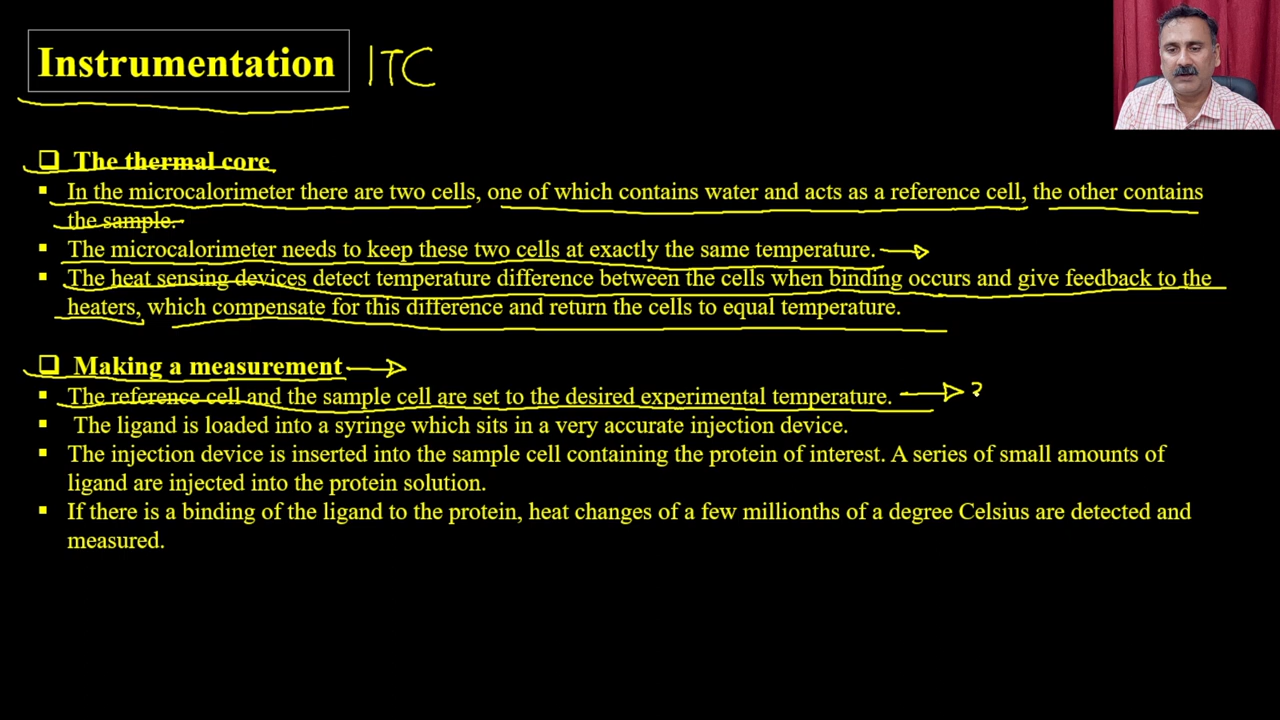 Instrumentation ITC
❑ The thermal core
▪ In the microcalorimeter there are two cells, one of which contains water and acts as a reference cell, the other contains
the sample.
▪ The microcalorimeter needs to keep these two cells at exactly the same temperature.
▪ The heat sensing devices detect temperature difference between the cells when binding occurs and give feedback to the
heaters, which compensate for this difference and return the cells to equal temperature.
❑ Making a measurement
▪ The reference cell and the sample cell are set to the desired experimental temperature. ?
▪ The ligand is loaded into a syringe which sits in a very accurate injection device.
▪ The injection device is inserted into the sample cell containing the protein of interest. A series of small amounts of
ligand are injected into the protein solution.
▪ If there is a binding of the ligand to the protein, heat changes of a few millionths of a degree Celsius are detected and
measured.